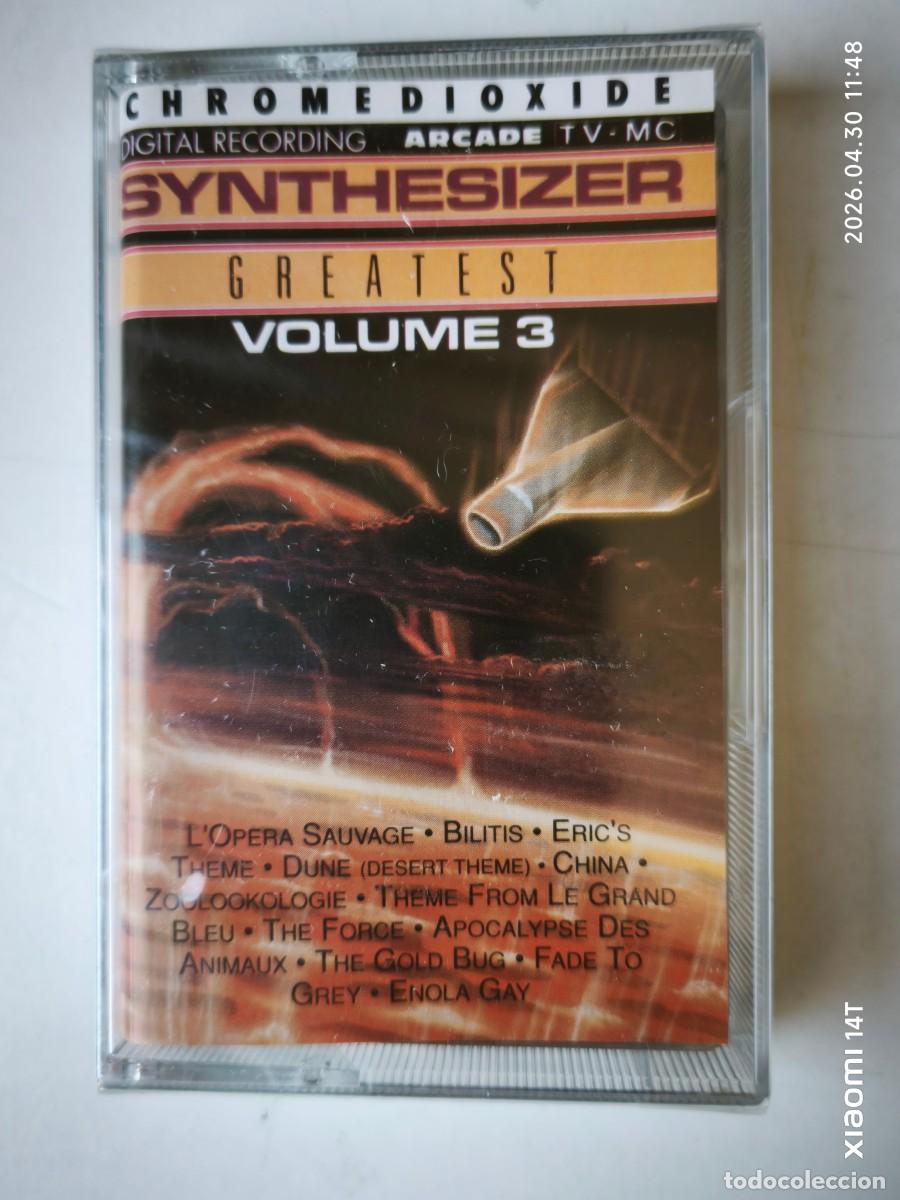 CHROMEDIOXIDE
DIGITAL RECORDING ARCADE TV-MC
SYNTHESIZER
GREATEST
VOLUME 3
L'OPERA SAUVAGE • BILITIS • ERIC'S
THEME • DUNE (DESERT THEME) • CHINA •
ZOOLOOKOLOGIE • THEME FROM LE GRAND
BLEU • THE FORCE • APOCALYPSE DES
ANIMAUX • THE GOLD BUG • FADE TO
GREY • ENOLA GAY
2026.04.30 11:48
XIAOMI 14T
todocoleccion